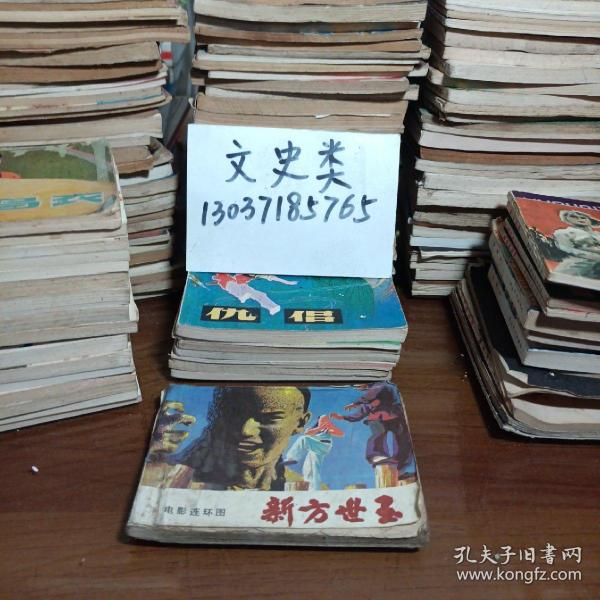 文史类
13037185765
仇侣
电影连环图
新方世玉
孔夫子旧书网
www.kongfz.com